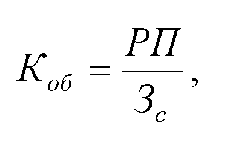 К_об = РП / З_с ,